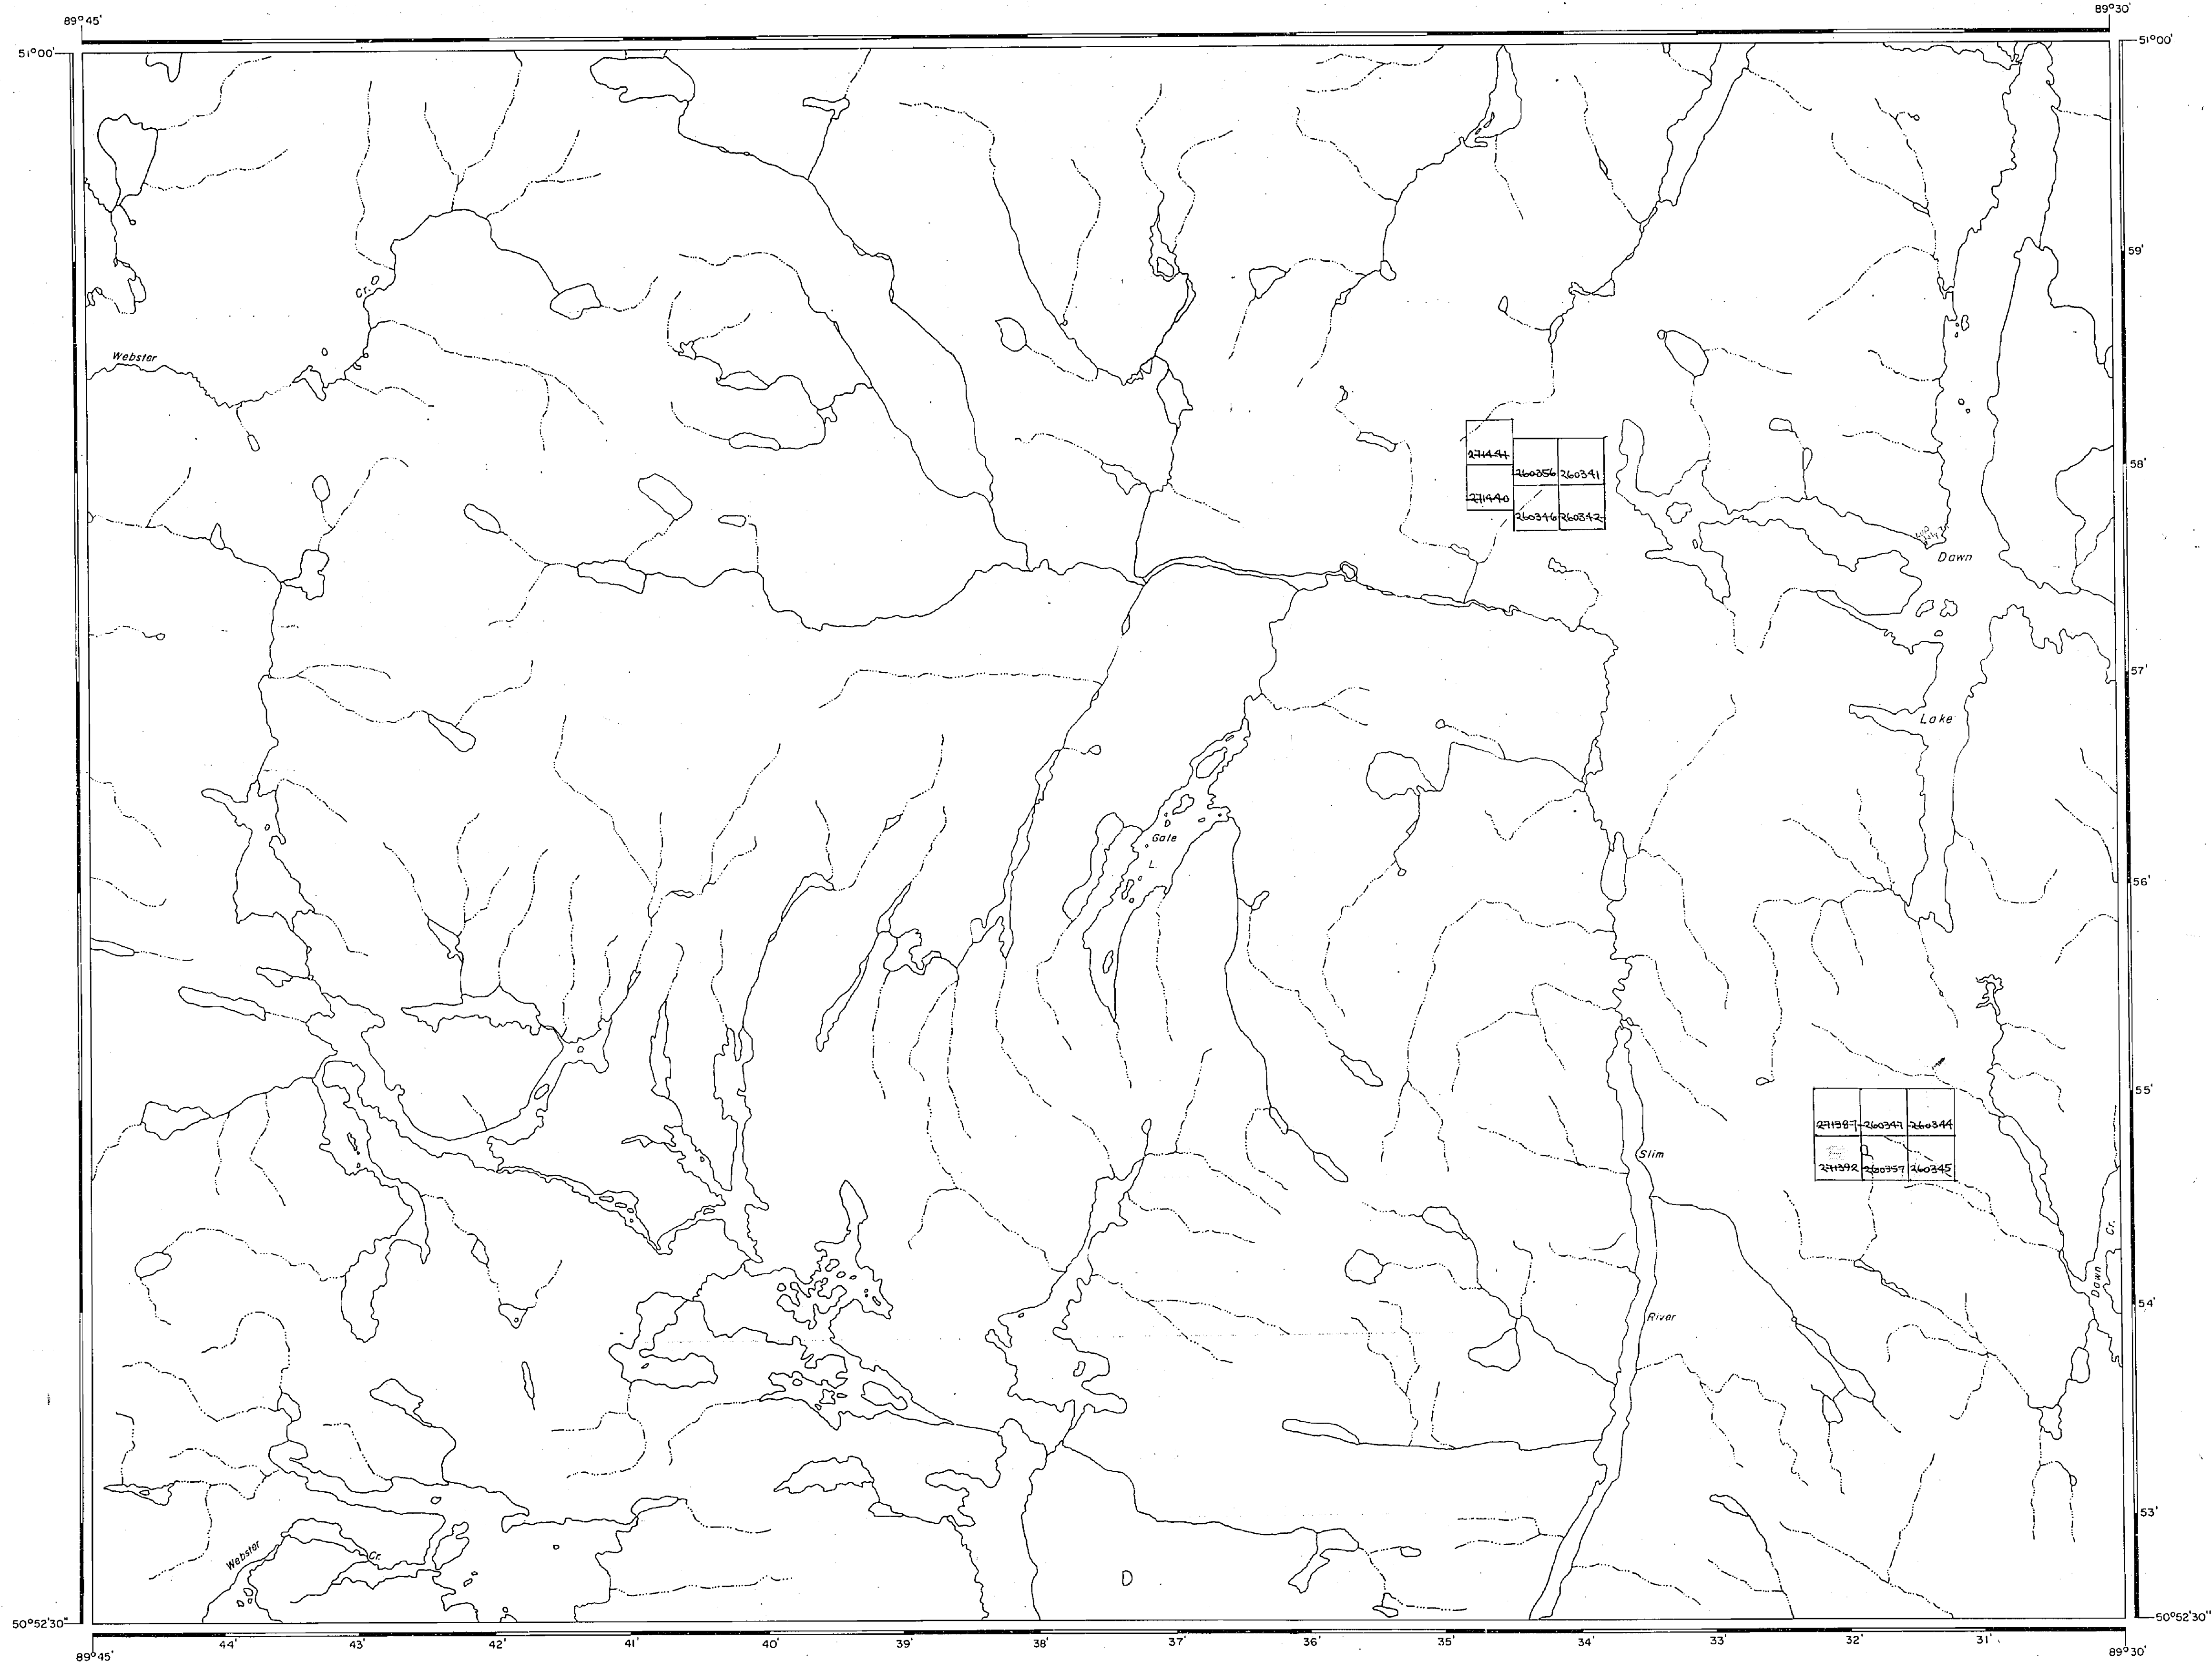 89°45' 89°30'
51°00' 51°00'
59'
Cr.
Webster
271441
260356 260341
58'
271440
260346 260342
Dawn
57'
Lake
Gale
L.
56'
55'
271387 260347 260344
Slim
271392 260357 260345
Cr.
Dawn
54'
River
53'
Webster
Cr.
50°52'30" 50°52'30"
44' 43' 42' 41' 40' 39' 38' 37' 36' 35' 34' 33' 32' 31'
89°45' 89°30'